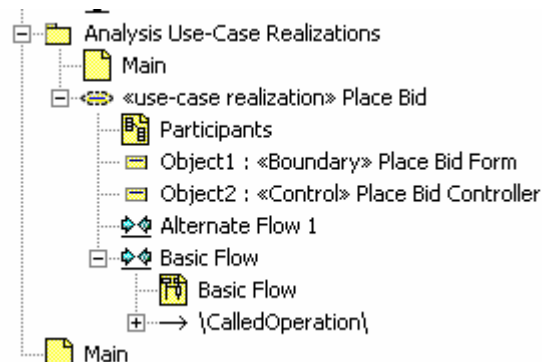 Analysis Use-Case Realizations
Main
«use-case realization» Place Bid
Participants
Object1 : «Boundary» Place Bid Form
Object2 : «Control» Place Bid Controller
Alternate Flow 1
Basic Flow
Basic Flow
\CalledOperation\
Main